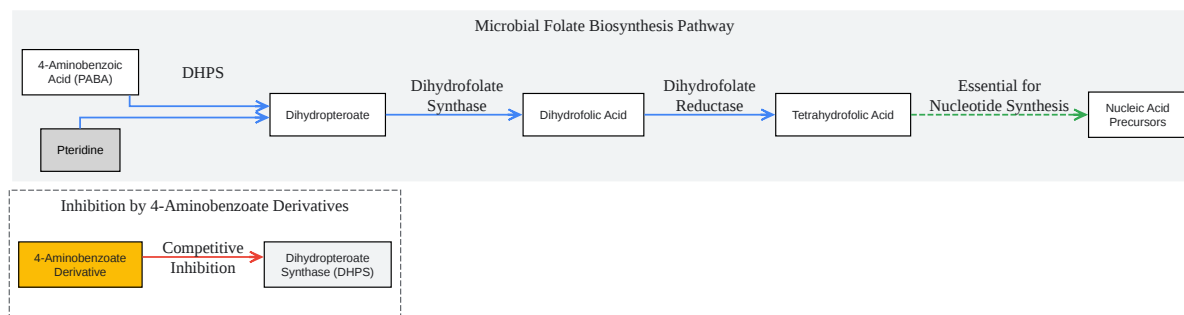 Microbial Folate Biosynthesis Pathway
4-Aminobenzoic
Acid (PABA)
DHPS
Pteridine
Dihydropteroate
Dihydrofolate
Synthase
Dihydrofolic Acid
Dihydrofolate
Reductase
Tetrahydrofolic Acid
Essential for
Nucleotide Synthesis
Nucleic Acid
Precursors
Inhibition by 4-Aminobenzoate Derivatives
4-Aminobenzoate
Derivative
Competitive
Inhibition
Dihydropteroate
Synthase (DHPS)